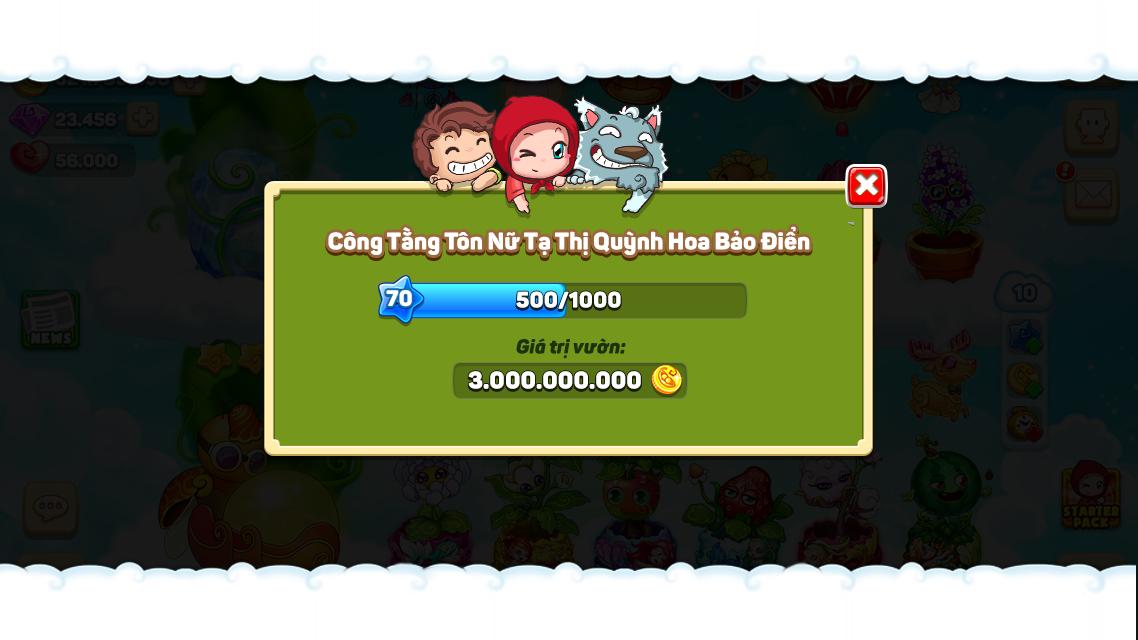 23.456
56.000
Công Tằng Tôn Nữ Tạ Thị Quỳnh Hoa Bảo Điển
70
500/1000
Giá trị vườn:
3.000.000.000
10
NEWS
STARTER
PACK